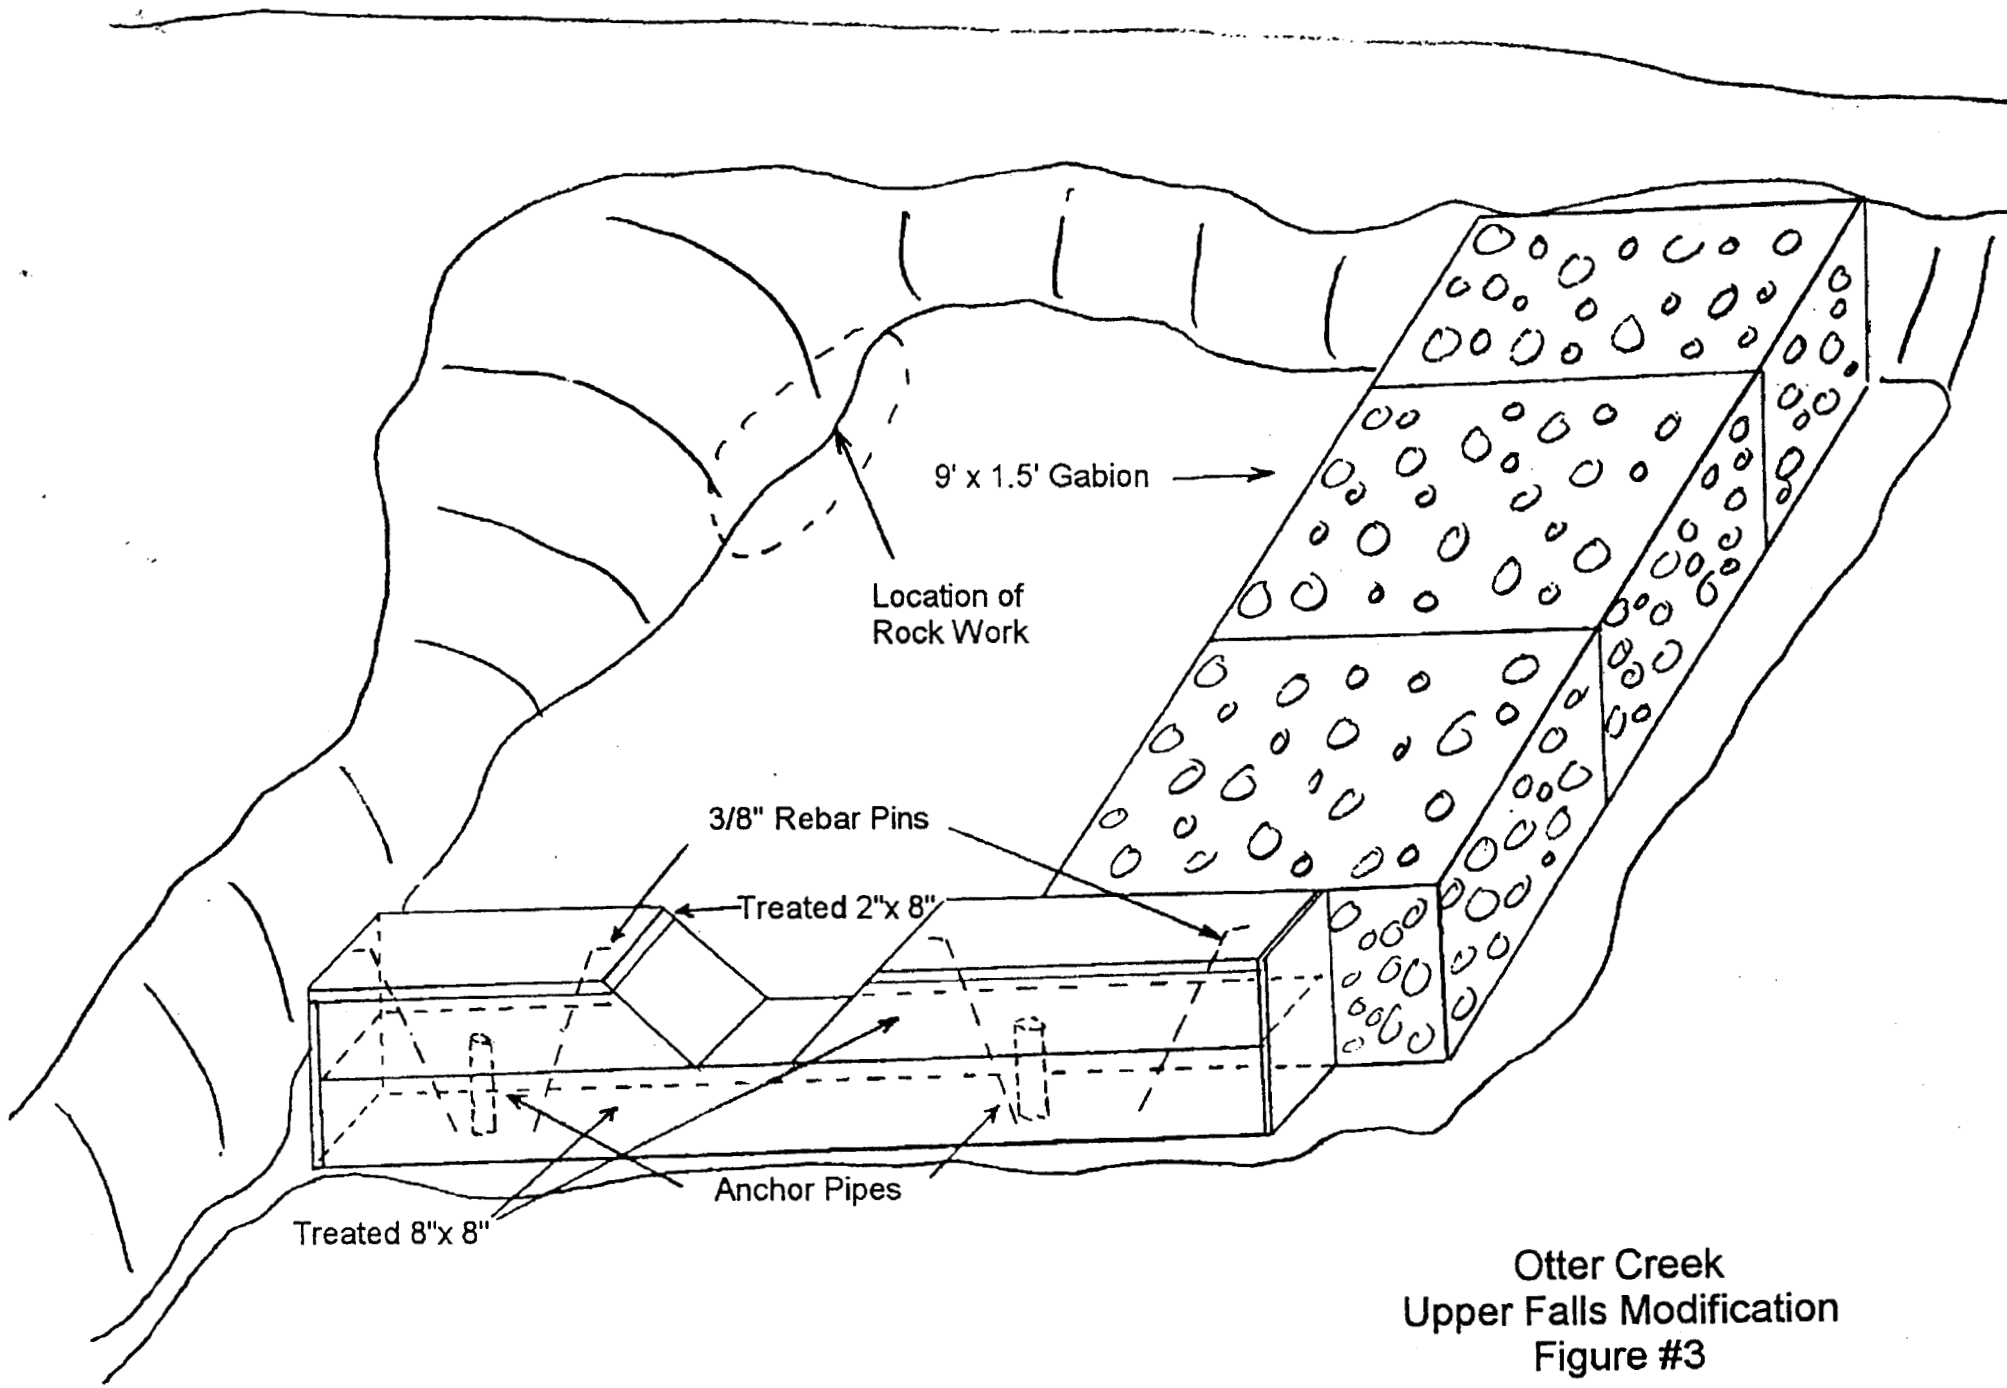 9' x 1.5' Gabion
Location of
Rock Work
3/8" Rebar Pins
Treated 2"x 8"
Anchor Pipes
Treated 8"x 8"
Otter Creek
Upper Falls Modification
Figure #3